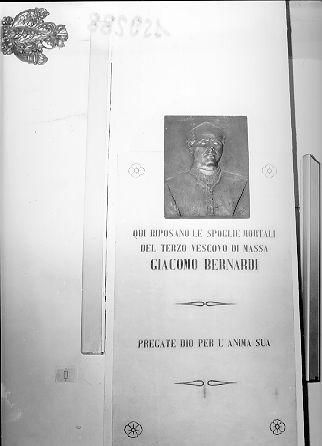 QUI RIPOSANO LE SPOGLIE MORTALI
DEL TERZO VESCOVO DI MASSA
GIACOMO BERNARDI
PREGATE DIO PER L'ANIMA SUA